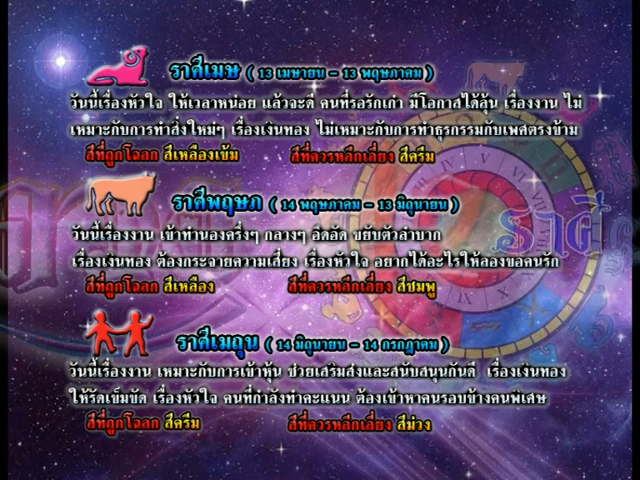 ราศีเมษ ( 13 เมษายน - 13 พฤษภาคม )
วันนี้เรื่องหัวใจ ให้เวลาหน่อย แล้วจะดี คนที่รอรักเก่า มีโอกาสได้ลุ้น เรื่องงาน ไม่
เหมาะกับการทำสิ่งใหม่ๆ เรื่องเงินทอง ไม่เหมาะกับการทำธุรกรรมกับเพศตรงข้าม
สีที่ถูกโฉลก สีเหลืองเข้ม สีที่ควรหลีกเลี่ยง สีครีม
ราศีพฤษภ ( 14 พฤษภาคม - 13 มิถุนายน )
วันนี้เรื่องงาน เข้าทำนองครึ่งๆ กลางๆ อึดอัด ขยับตัวลำบาก
เรื่องเงินทอง ต้องกระจายความเสี่ยง เรื่องหัวใจ อยากได้อะไรให้ลองขอคนรัก
สีที่ถูกโฉลก สีเหลือง สีที่ควรหลีกเลี่ยง สีชมพู
ราศี
ราศีเมถุน ( 14 มิถุนายน - 14 กรกฎาคม )
วันนี้เรื่องงาน เหมาะกับการเข้าหุ้น ช่วยเสริมส่งและสนับสนุนกันดี เรื่องเงินทอง
ให้รัดเข็มขัด เรื่องหัวใจ คนที่กำลังทำคะแนน ต้องเข้าหาคนรอบข้างคนพิเศษ
สีที่ถูกโฉลก สีครีม สีที่ควรหลีกเลี่ยง สีม่วง